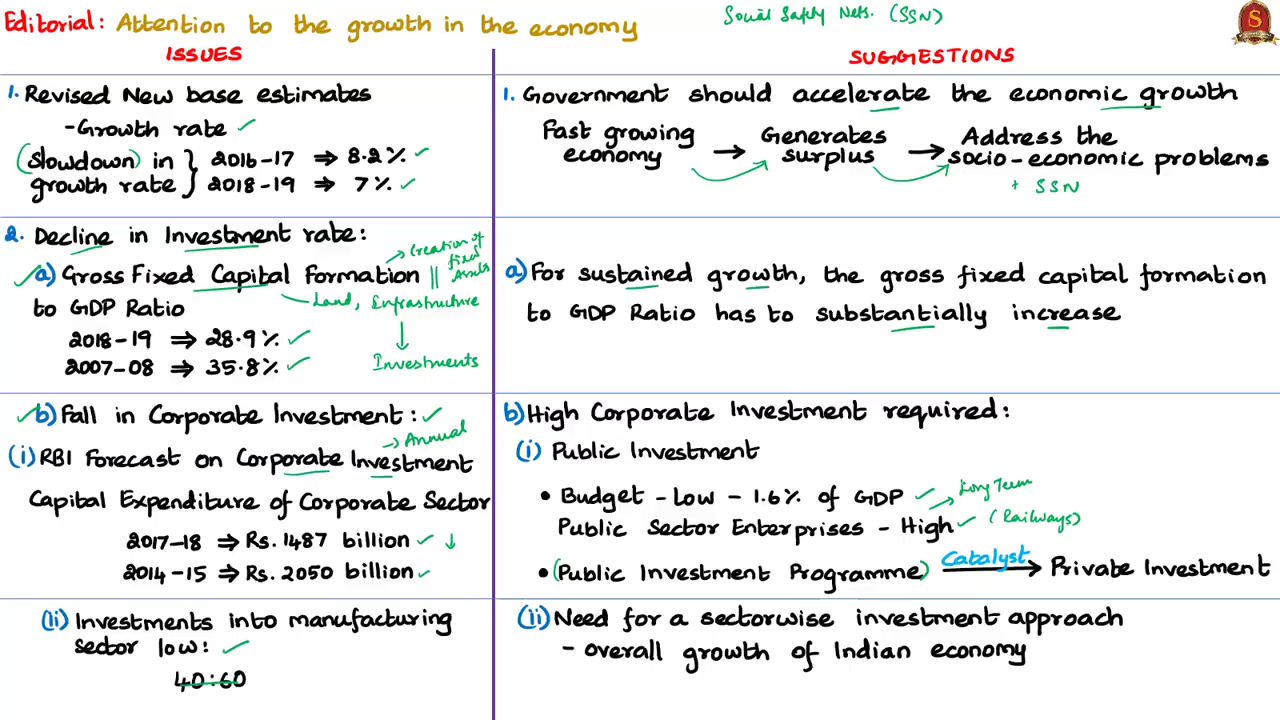 Social Safety Nets. (SSN)
Editorial: Attention to the growth in the economy
ISSUES
1. Revised New base estimates
-Growth rate ✓
(slowdown) in } 2016-17 ⇒ 8.2% ✓
growth rate } 2018-19 ⇒ 7% ✓
2. Decline in Investment rate:
→ Creation of
fixed
Assets
✓ a) Gross Fixed Capital Formation ||
Land, Infrastructure
to GDP Ratio
↓
2018-19 ⇒ 28.9% ✓
2007-08 ⇒ 35.8% ✓
Investments
✓ b) Fall in Corporate Investment: ✓
→ Annual
(i) RBI Forecast on Corporate Investment
Capital Expenditure of Corporate Sector
2017-18 ⇒ Rs. 1487 billion ✓ ↓
2014-15 ⇒ Rs. 2050 billion ✓
(ii) Investments into manufacturing
sector low: ✓
40:60
SUGGESTIONS
1. Government should accelerate the economic growth
Fast growing economy → Generates surplus → Address the socio-economic problems
+ SSN
a) For sustained growth, the gross fixed capital formation
to GDP Ratio has to substantially increase
b) High Corporate Investment required:
(i) Public Investment
• Budget - Low - 1.6% of GDP ✓
→ Long Term
Public Sector Enterprises - High ✓ (Railways)
Catalyst
• (Public Investment Programme) → Private Investment
(ii) Need for a sectorwise investment approach
- overall growth of Indian economy
S